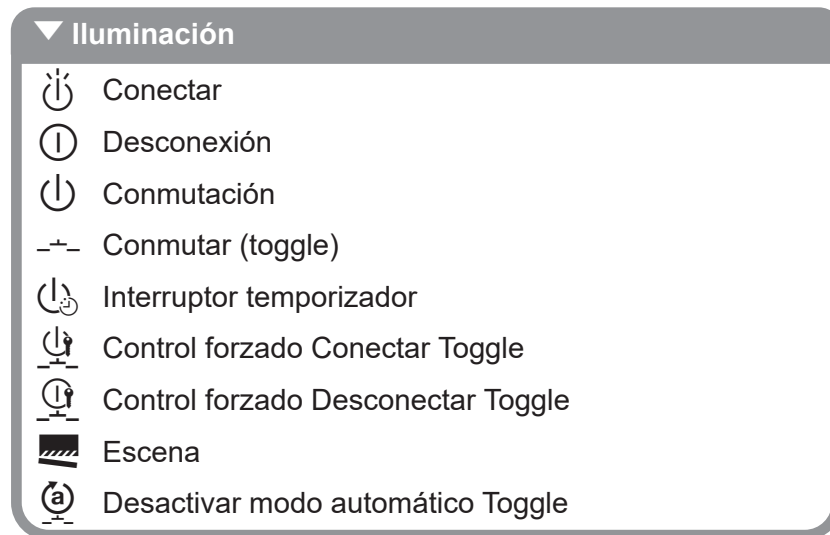 ▼ Iluminación
Conectar
Desconexión
Conmutación
Conmutar (toggle)
Interruptor temporizador
Control forzado Conectar Toggle
Control forzado Desconectar Toggle
Escena
a Desactivar modo automático Toggle